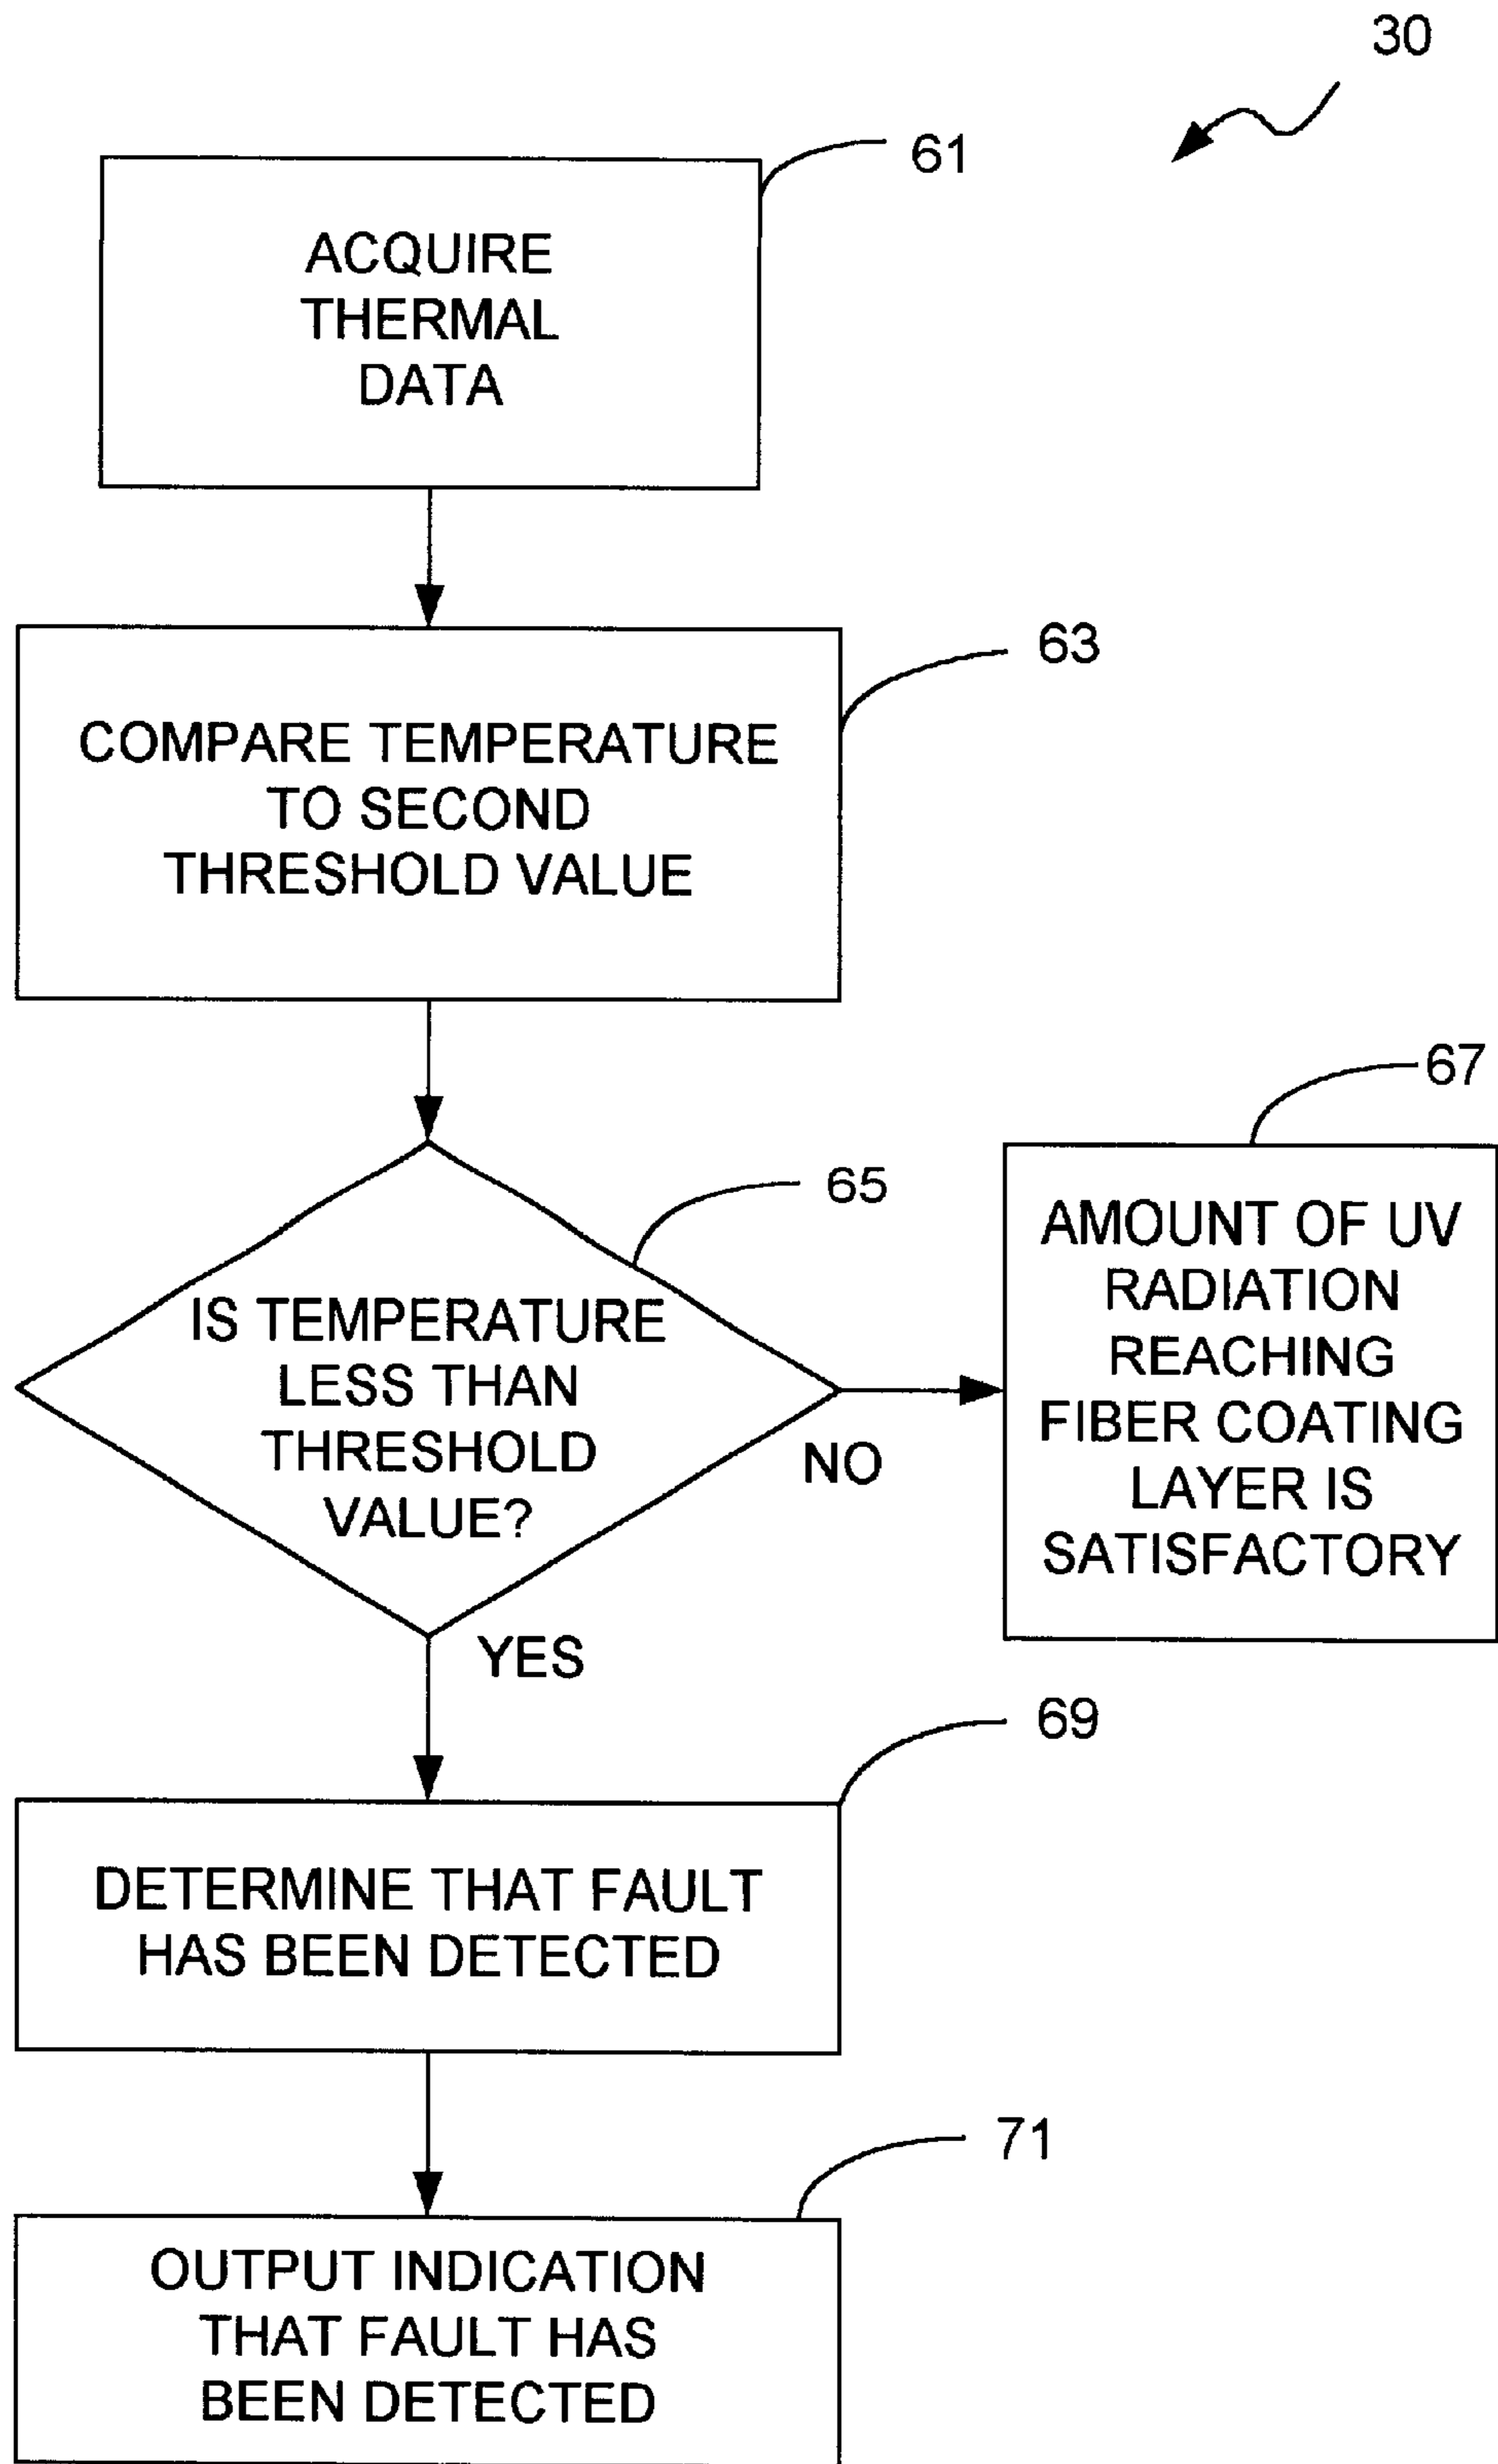 30
61
ACQUIRE
THERMAL
DATA
63
COMPARE TEMPERATURE
TO SECOND
THRESHOLD VALUE
65
IS TEMPERATURE
LESS THAN
THRESHOLD
VALUE?
NO
67
AMOUNT OF UV
RADIATION
REACHING
FIBER COATING
LAYER IS
SATISFACTORY
YES
69
DETERMINE THAT FAULT
HAS BEEN DETECTED
71
OUTPUT INDICATION
THAT FAULT HAS
BEEN DETECTED